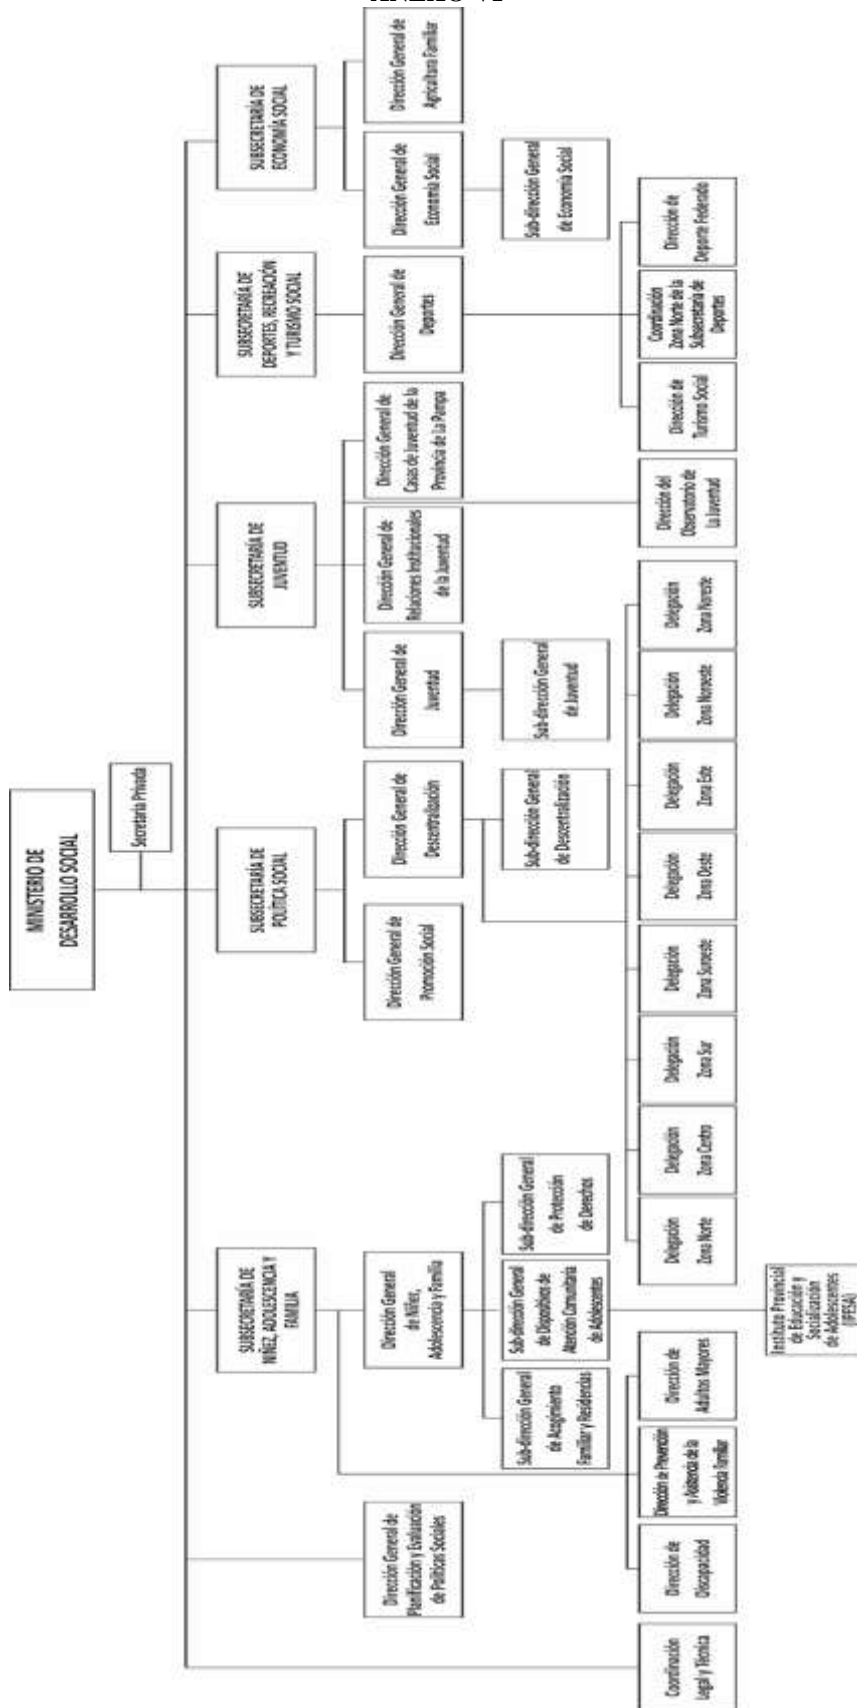 ANEXO VI
MINISTERIO DE
DESARROLLO SOCIAL
Secretaría Privada
SUBSECRETARÍA DE
NIÑEZ, ADOLESCENCIA Y
FAMILIA
SUBSECRETARÍA DE
POLÍTICA SOCIAL
SUBSECRETARÍA DE
JUVENTUD
SUBSECRETARÍA DE
DEPORTES, RECREACIÓN
Y TURISMO SOCIAL
SUBSECRETARÍA DE
ECONOMÍA SOCIAL
Dirección General de
Planificación y Evaluación
de Políticas Sociales
Dirección General
de Niñez,
Adolescencia y Familia
Dirección General de
Promoción Social
Dirección General de
Descentralización
Dirección General de
Juventud
Dirección General de
Relaciones Institucionales
de la Juventud
Dirección General de
Casas de Juventud de la
Provincia de La Pampa
Dirección General de
Deportes
Dirección General de
Economía Social
Dirección General de
Agricultura Familiar
Sub-dirección General
de Acogimiento
Familiar y Residencias
Sub-dirección General
de Dispositivos de
Atención Comunitaria
de Adolescentes
Sub-dirección General
de Protección
de Derechos
Sub-dirección General
de Descentralización
Sub-dirección General
de Juventud
Sub-dirección General
de Economía Social
Coordinación
Legal y Técnica
Dirección de
Discapacidad
Dirección de Prevención
y Asistencia de la
Violencia Familiar
Dirección de
Adultos Mayores
Delegación
Zona Norte
Delegación
Zona Centro
Delegación
Zona Sur
Delegación
Zona Suroeste
Delegación
Zona Oeste
Delegación
Zona Este
Delegación
Zona Noroeste
Delegación
Zona Noreste
Dirección del
Observatorio de
La Juventud
Dirección de
Turismo Social
Coordinación
Zona Norte de la
Subsecretaría de
Deportes
Dirección de
Deporte Federado
Instituto Provincial
de Educación y
Socialización
de Adolescentes
(IPESA)